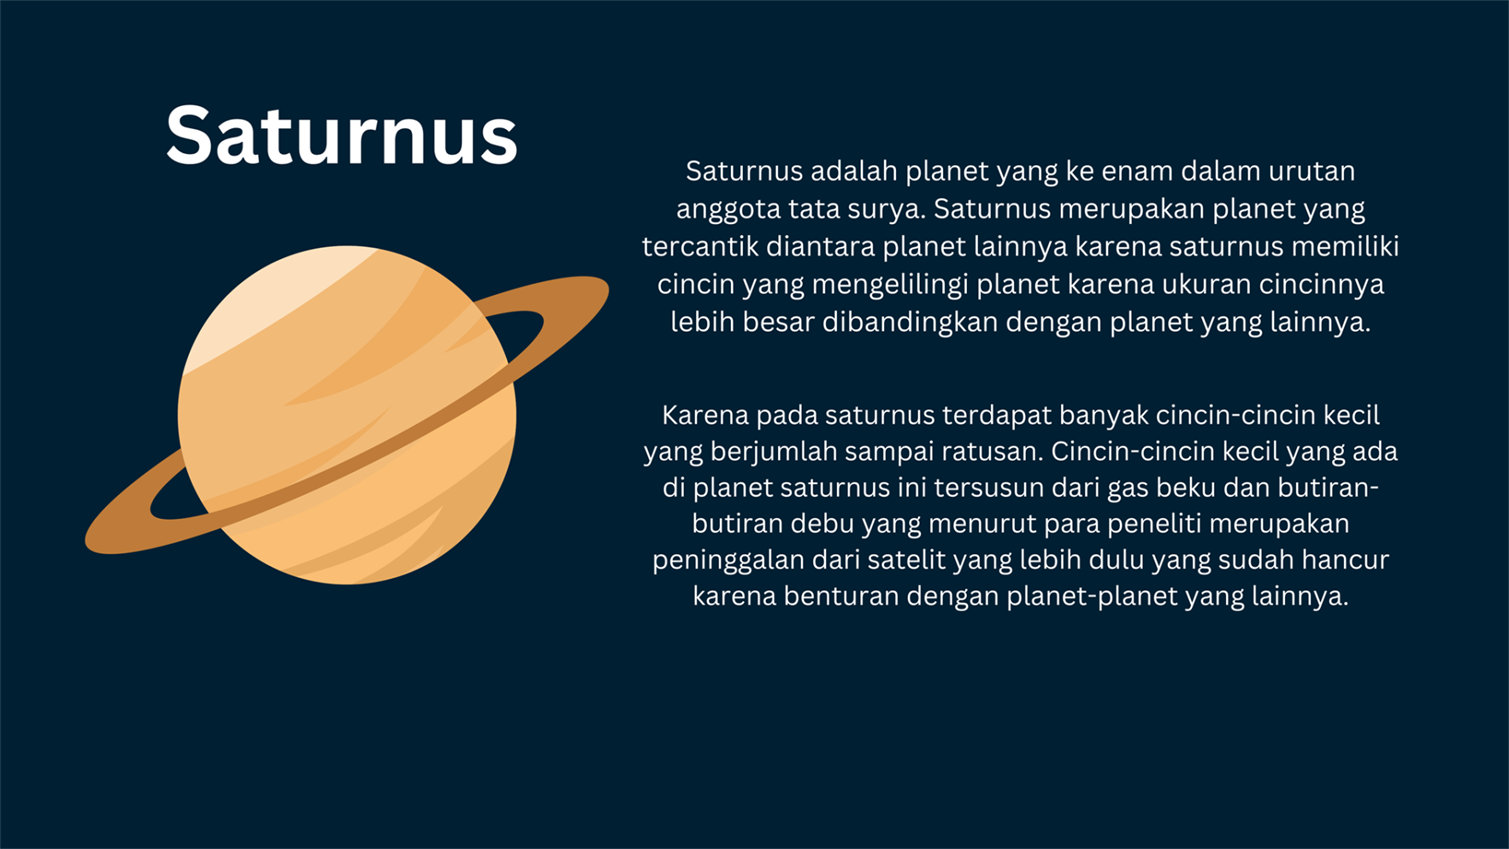 Saturnus
Saturnus adalah planet yang ke enam dalam urutan
anggota tata surya. Saturnus merupakan planet yang
tercantik diantara planet lainnya karena saturnus memiliki
cincin yang mengelilingi planet karena ukuran cincinnya
lebih besar dibandingkan dengan planet yang lainnya.
Karena pada saturnus terdapat banyak cincin-cincin kecil
yang berjumlah sampai ratusan. Cincin-cincin kecil yang ada
di planet saturnus ini tersusun dari gas beku dan butiran-
butiran debu yang menurut para peneliti merupakan
peninggalan dari satelit yang lebih dulu yang sudah hancur
karena benturan dengan planet-planet yang lainnya.